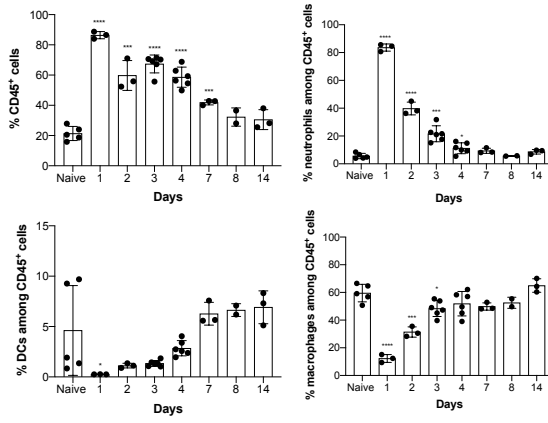 % CD45⁺ cells
100
80
60
40
20
0
**** *** **** **** ***
Naive 1 2 3 4 7 8 14
Days
% neutrophils among CD45⁺ cells
100
80
60
40
20
0
**** **** *** *
Naive 1 2 3 4 7 8 14
Days
% DCs among CD45⁺ cells
15
10
5
0
*
Naive 1 2 3 4 7 8 14
Days
% macrophages among CD45⁺ cells
100
80
60
40
20
0
**** *** *
Naive 1 2 3 4 7 8 14
Days